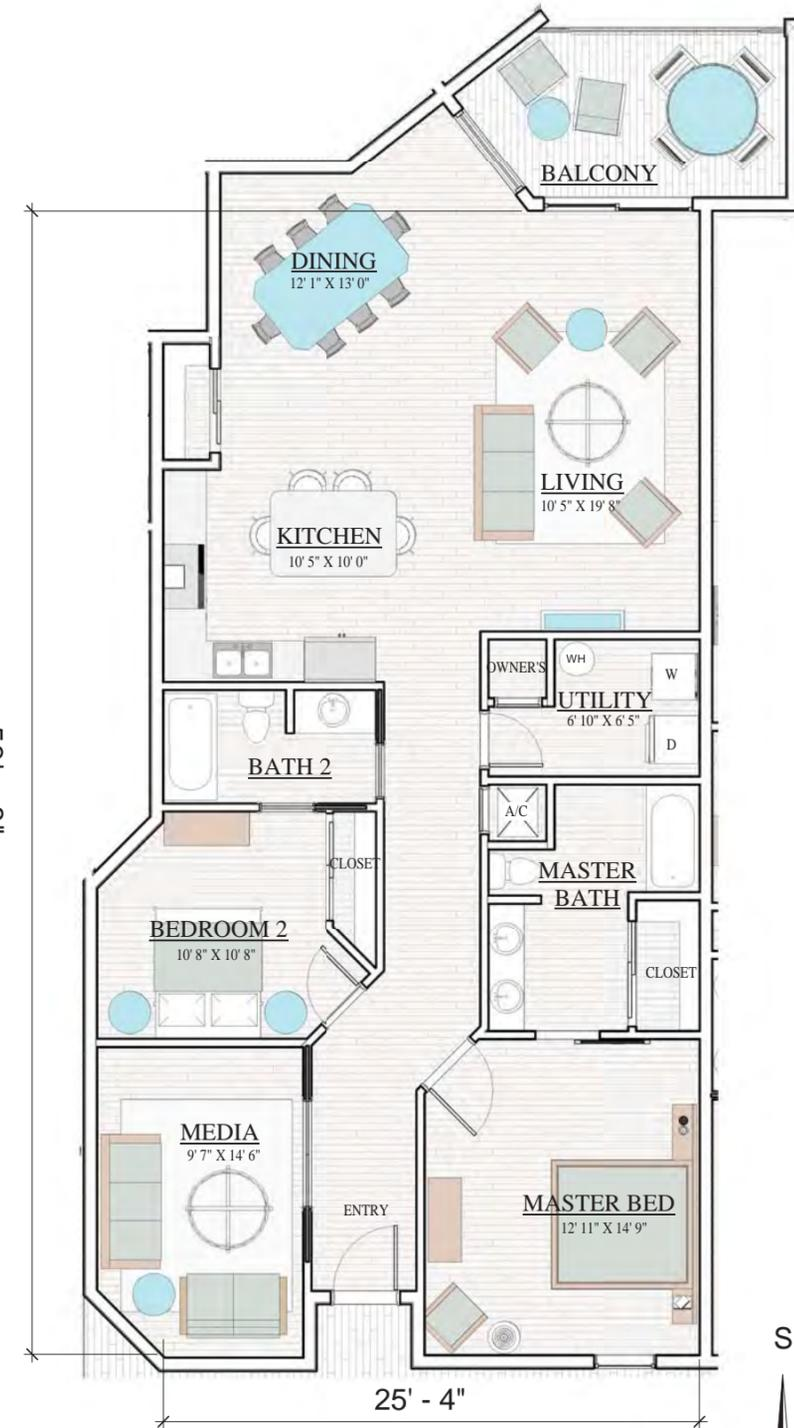 BALCONY
DINING
12' 1" X 13' 0"
LIVING
10' 5" X 19' 8"
KITCHEN
10' 5" X 10' 0"
OWNER'S
WH
W
UTILITY
6' 10" X 6' 5"
D
BATH 2
A/C
CLOSET
MASTER
BATH
BEDROOM 2
10' 8" X 10' 8"
CLOSET
MEDIA
9' 7" X 14' 6"
ENTRY
MASTER BED
12' 11" X 14' 9"
S
25' - 4"